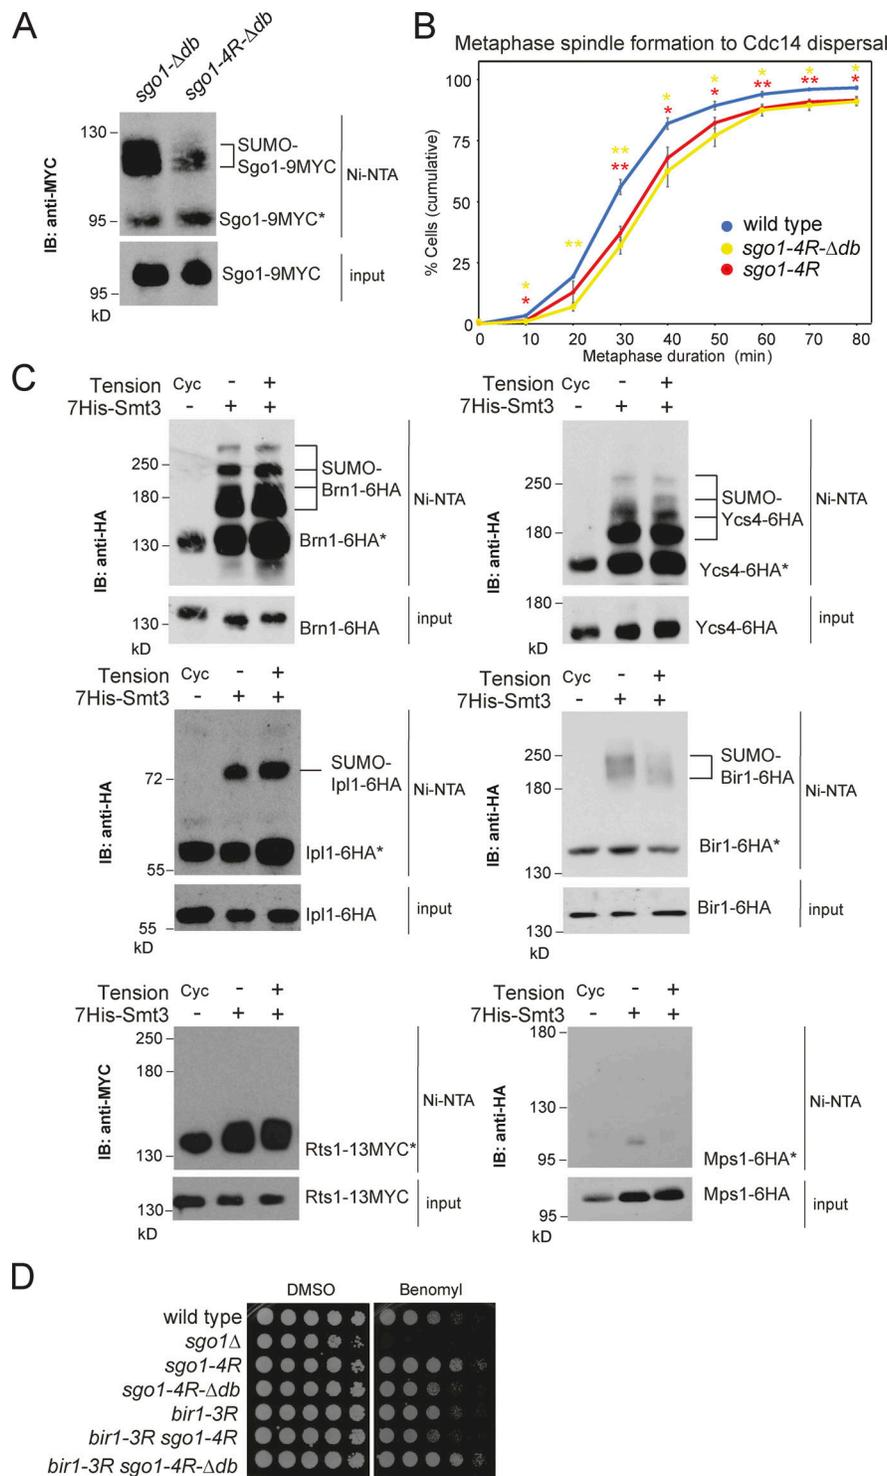 A
sgo1-Δdb
sgo1-4R-Δdb
IB: anti-MYC
130
SUMO-
Sgo1-9MYC
Ni-NTA
95
Sgo1-9MYC*
Sgo1-9MYC
input
95
kD
B
Metaphase spindle formation to Cdc14 dispersal
% Cells (cumulative)
100
75
50
25
0
* * ** ** ** * * * * * * ** * ** * *
wild type
sgo1-4R-Δdb
sgo1-4R
0 10 20 30 40 50 60 70 80
Metaphase duration (min)
C
Tension Cyc - +
7His-Smt3 - + +
IB: anti-HA
250
180
130
SUMO-
Brn1-6HA
Brn1-6HA*
Ni-NTA
130
Brn1-6HA
input
kD
Tension Cyc - +
7His-Smt3 - + +
IB: anti-HA
250
180
SUMO-
Ycs4-6HA
Ycs4-6HA*
Ni-NTA
180
Ycs4-6HA
input
kD
Tension Cyc - +
7His-Smt3 - + +
IB: anti-HA
72
55
SUMO-
Ipl1-6HA
Ipl1-6HA*
Ni-NTA
55
Ipl1-6HA
input
kD
Tension Cyc - +
7His-Smt3 - + +
IB: anti-HA
250
180
130
SUMO-
Bir1-6HA
Bir1-6HA*
Ni-NTA
130
Bir1-6HA
input
kD
Tension Cyc - +
7His-Smt3 - + +
IB: anti-MYC
250
180
130
Rts1-13MYC*
Ni-NTA
130
Rts1-13MYC
input
kD
Tension Cyc - +
7His-Smt3 - + +
IB: anti-HA
180
130
95
Mps1-6HA*
Ni-NTA
95
Mps1-6HA
input
kD
D
DMSO Benomyl
wild type
sgo1Δ
sgo1-4R
sgo1-4R-Δdb
bir1-3R
bir1-3R sgo1-4R
bir1-3R sgo1-4R-Δdb